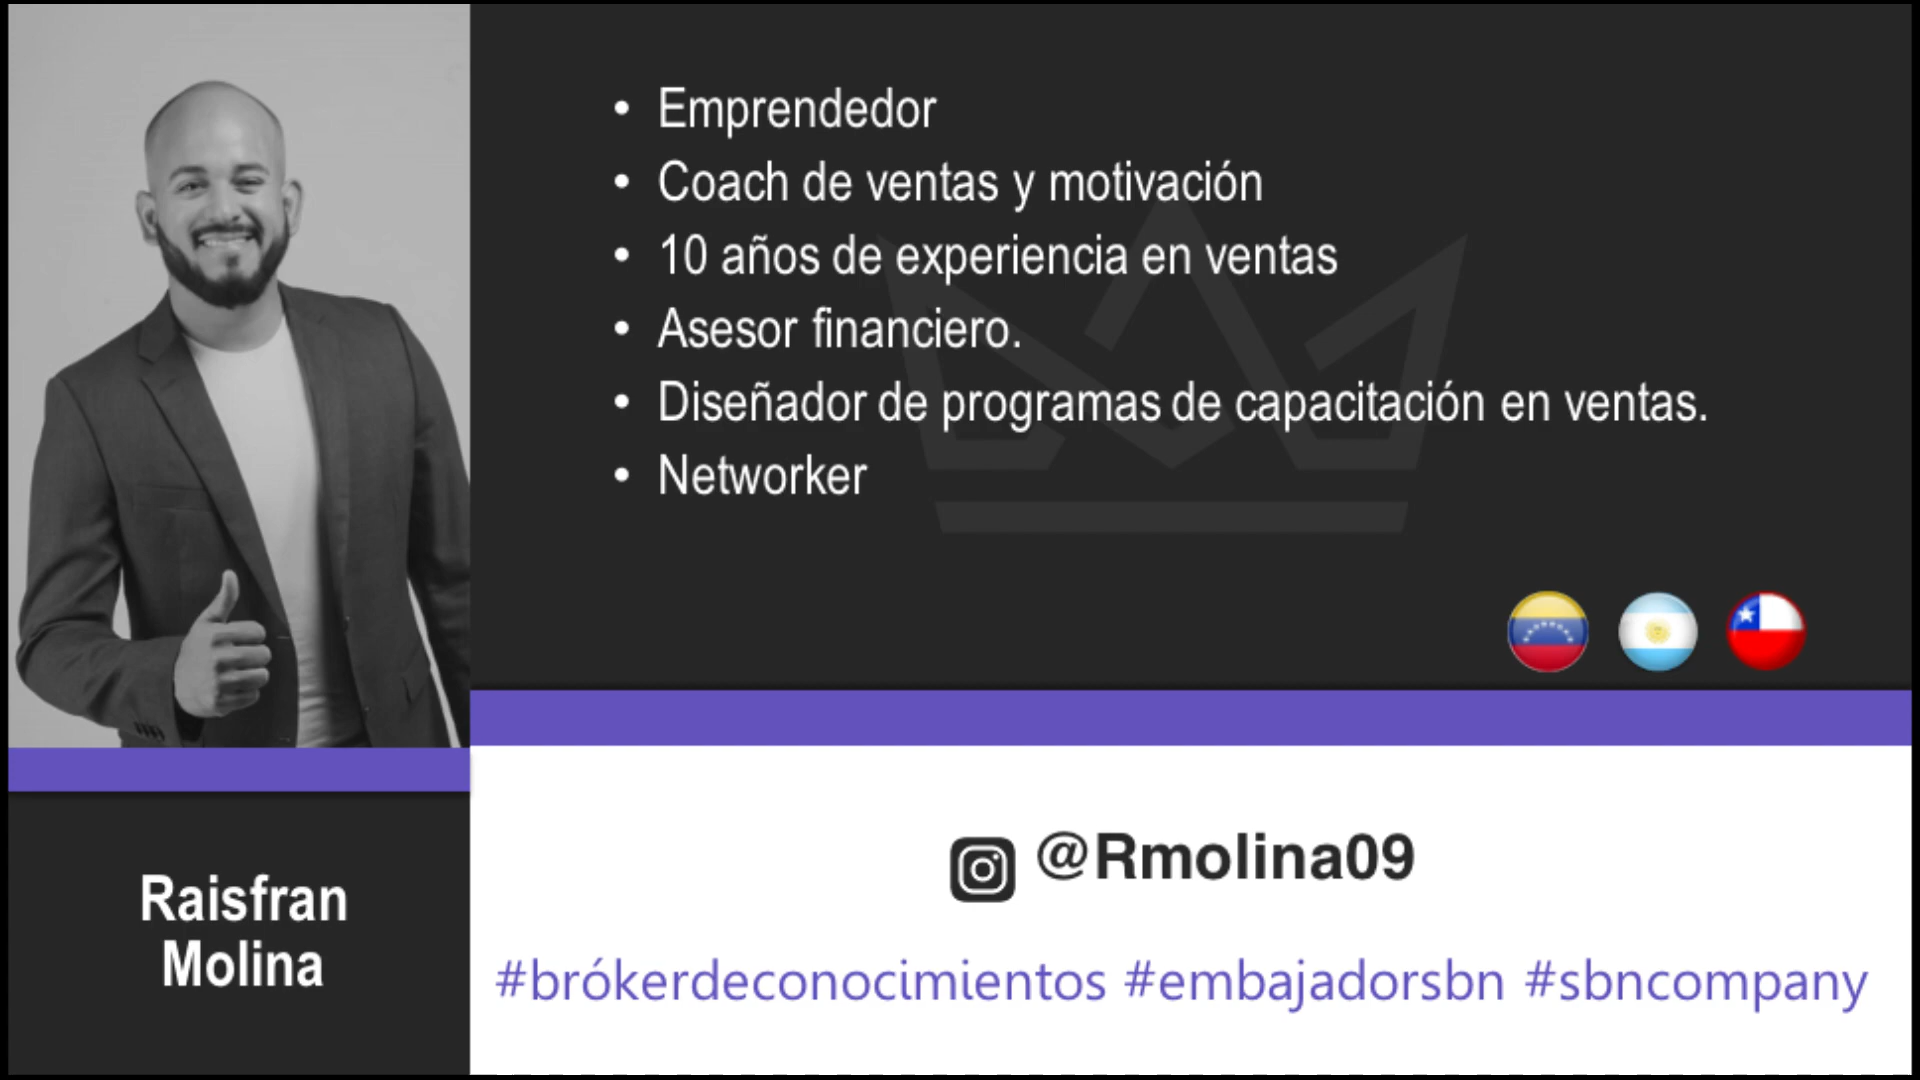 • Emprendedor
• Coach de ventas y motivación
• 10 años de experiencia en ventas
• Asesor financiero.
• Diseñador de programas de capacitación en ventas.
• Networker
Raisfran
Molina
@Rmolina09
#brókerdeconocimientos #embajadorsbn #sbncompany